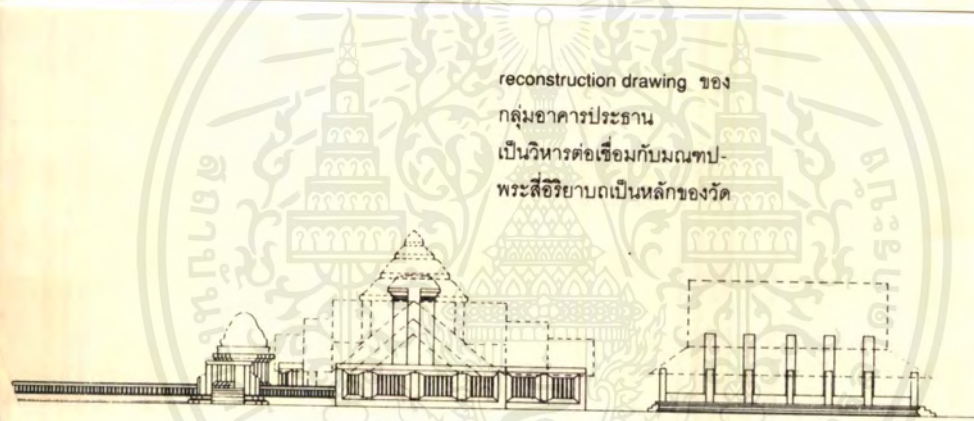 reconstruction drawing ของ
กลุ่มอาคารประธาน
เป็นวิหารต่อเชื่อมกับมณฑป-
พระสี่อิริยาบถเป็นหลักของวัด